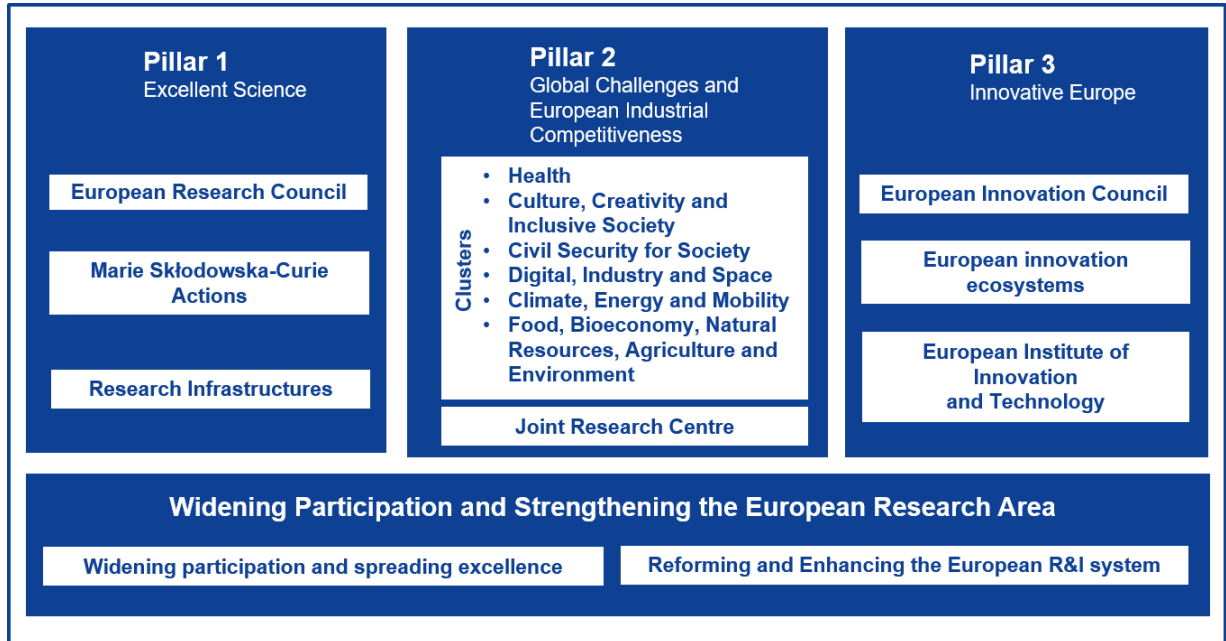 Pillar 1
Excellent Science
European Research Council
Marie Skłodowska-Curie
Actions
Research Infrastructures
Pillar 2
Global Challenges and
European Industrial
Competitiveness
Clusters
• Health
• Culture, Creativity and
Inclusive Society
• Civil Security for Society
• Digital, Industry and Space
• Climate, Energy and Mobility
• Food, Bioeconomy, Natural
Resources, Agriculture and
Environment
Joint Research Centre
Pillar 3
Innovative Europe
European Innovation Council
European innovation
ecosystems
European Institute of
Innovation
and Technology
Widening Participation and Strengthening the European Research Area
Widening participation and spreading excellence
Reforming and Enhancing the European R&I system